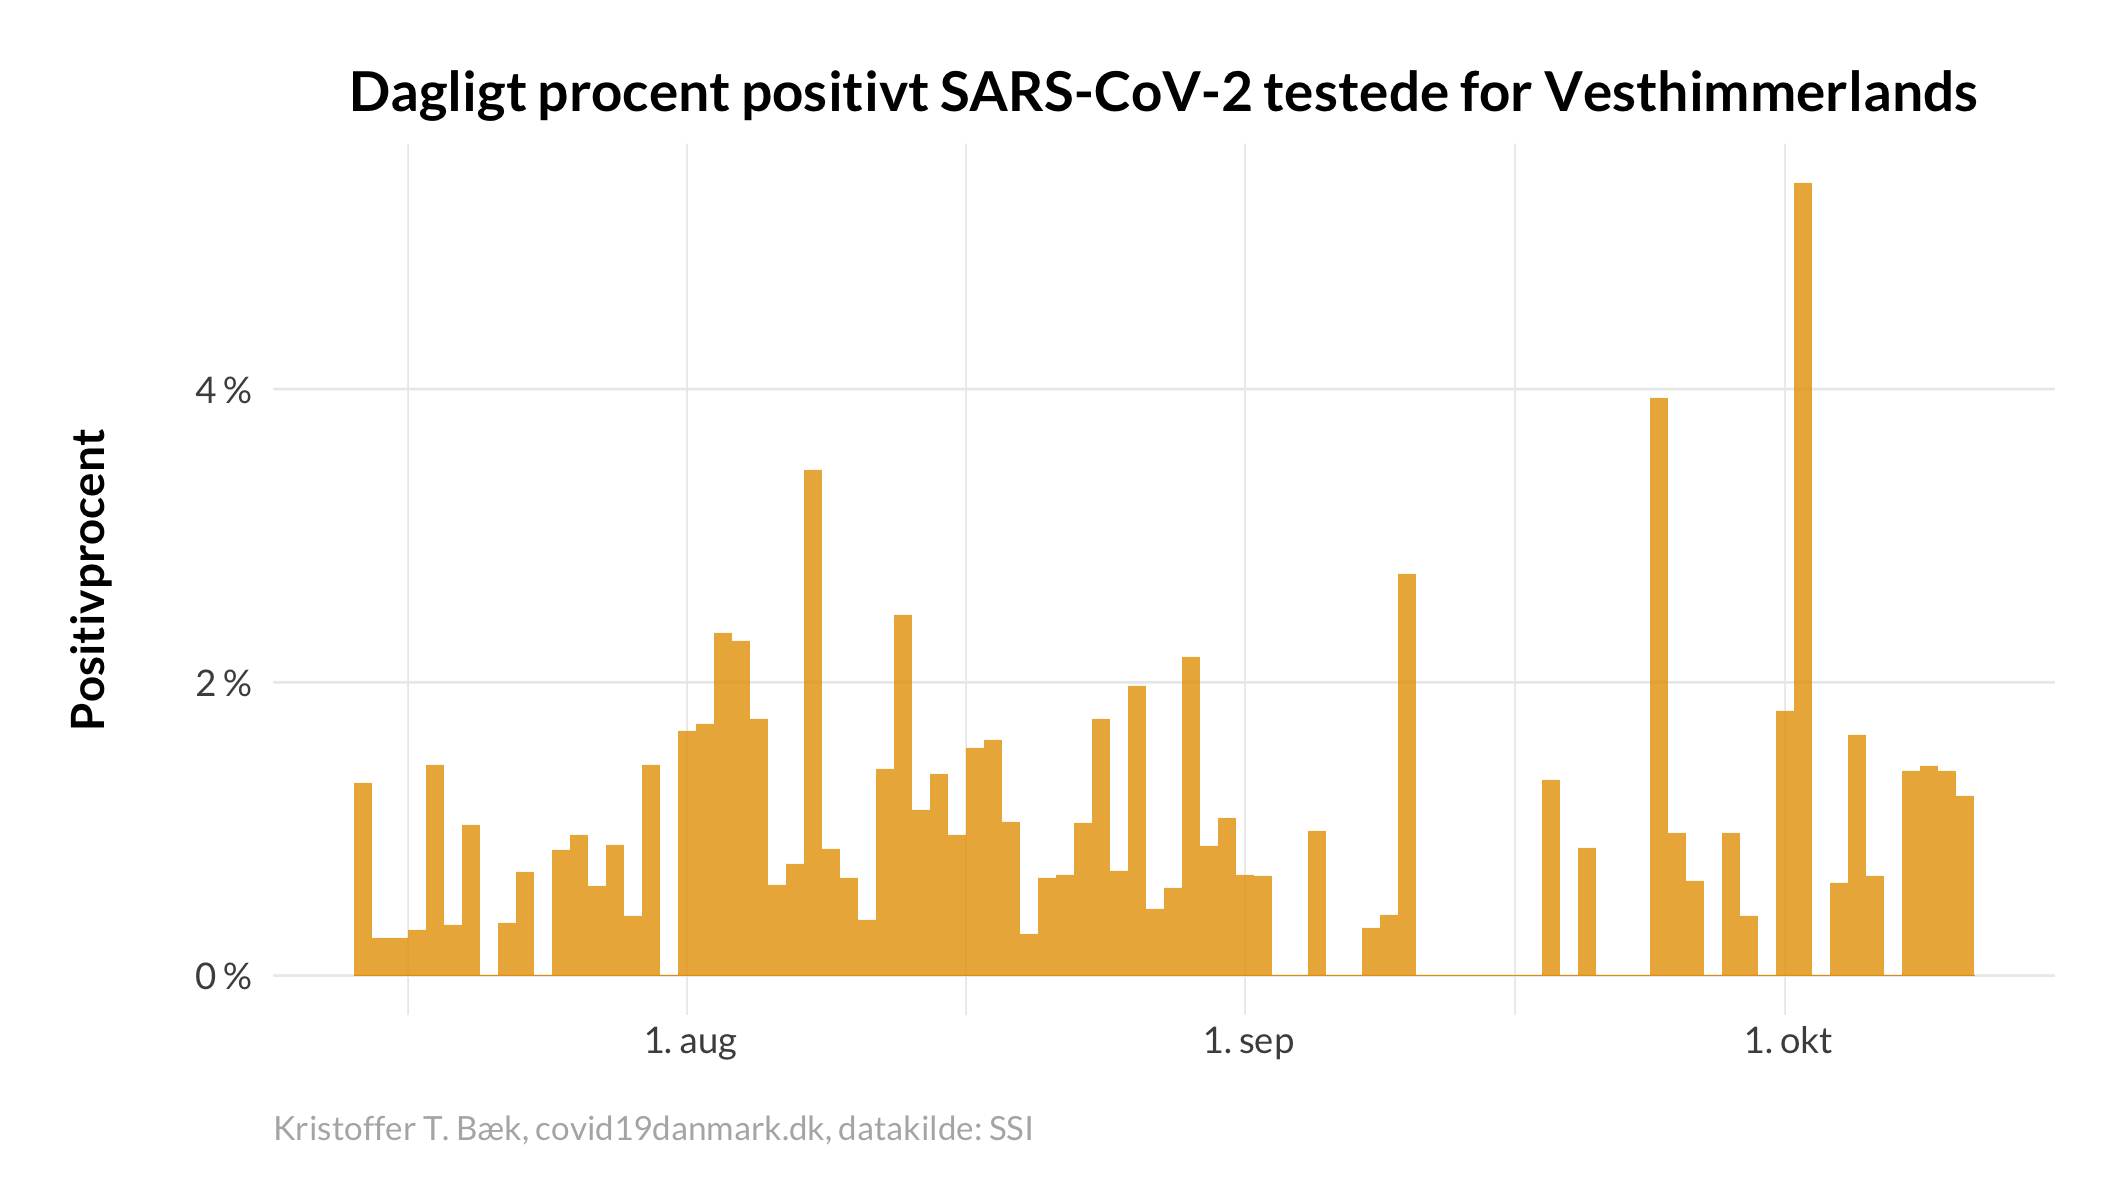 Dagligt procent positivt SARS-CoV-2 testede for Vesthimmerlands
Positivprocent
4 %
2 %
0 %
1. aug
1. sep
1. okt
Kristoffer T. Bæk, covid19danmark.dk, datakilde: SSI